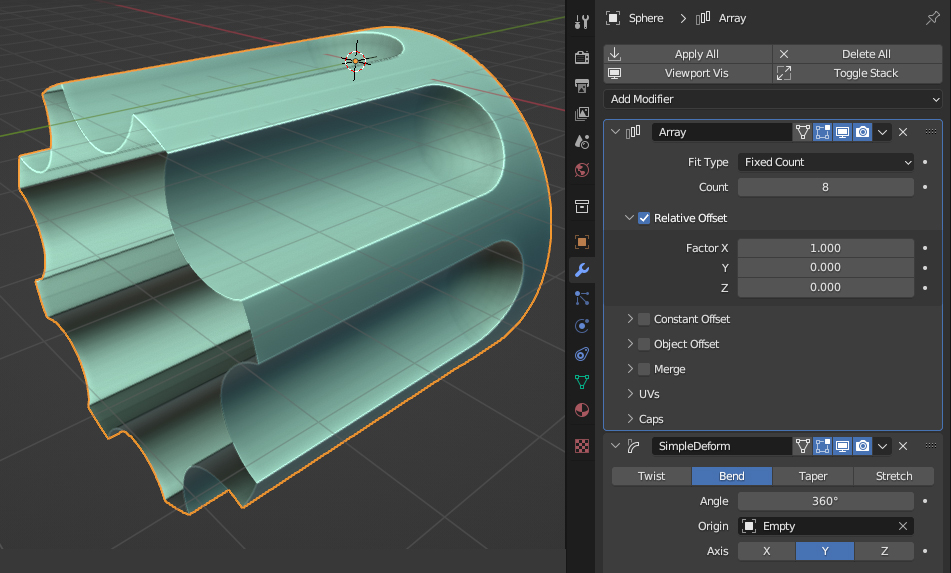 Sphere > Array
Apply All Delete All
Viewport Vis Toggle Stack
Add Modifier
Array
Fit Type Fixed Count
Count 8
Relative Offset
Factor X 1.000
Y 0.000
Z 0.000
Constant Offset
Object Offset
Merge
UVs
Caps
SimpleDeform
Twist Bend Taper Stretch
Angle 360°
Origin Empty
Axis X Y Z